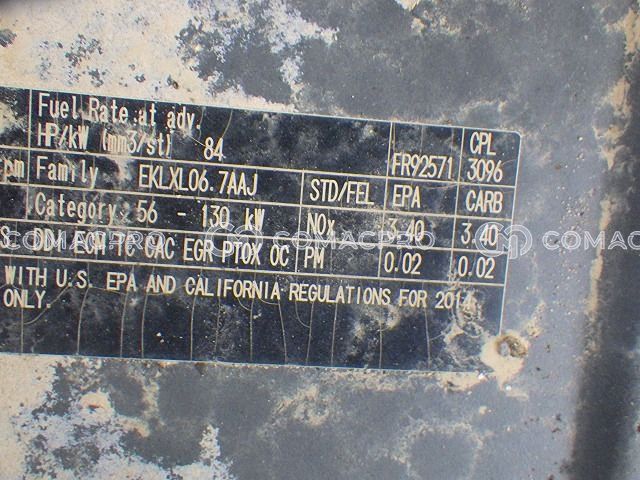 Fuel Rate at adv.
HP/kW (mm3/st) 84 FR92571 CPL 3096
pm Family EKLXL06.7AAJ STD/FEL EPA CARB
Category: 56 - 130 kW NOx 3.40 3.40
S DDI ECM TC CAC EGR PTOX OC PM 0.02 0.02
WITH U.S. EPA AND CALIFORNIA REGULATIONS FOR 2014
ONLY.
COMACPRO COMACPRO COMAC